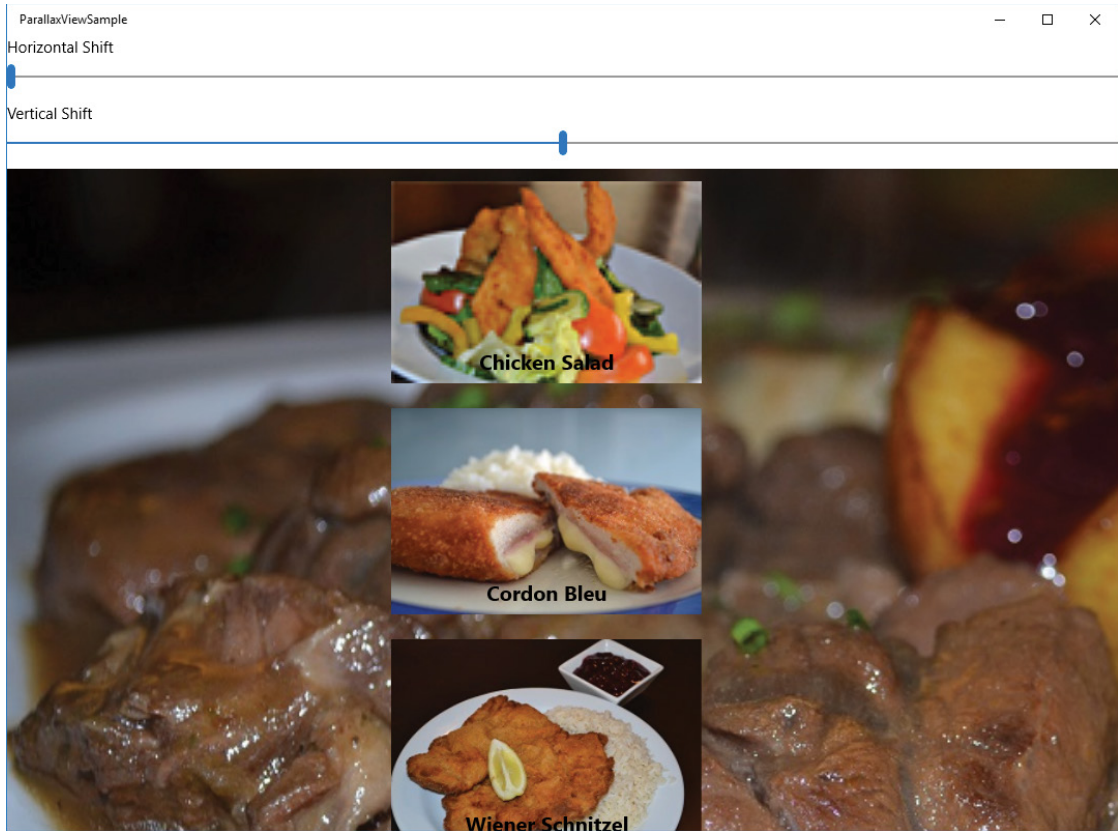 ParallaxViewSample
Horizontal Shift
Vertical Shift
Chicken Salad
Cordon Bleu
Wiener Schnitzel